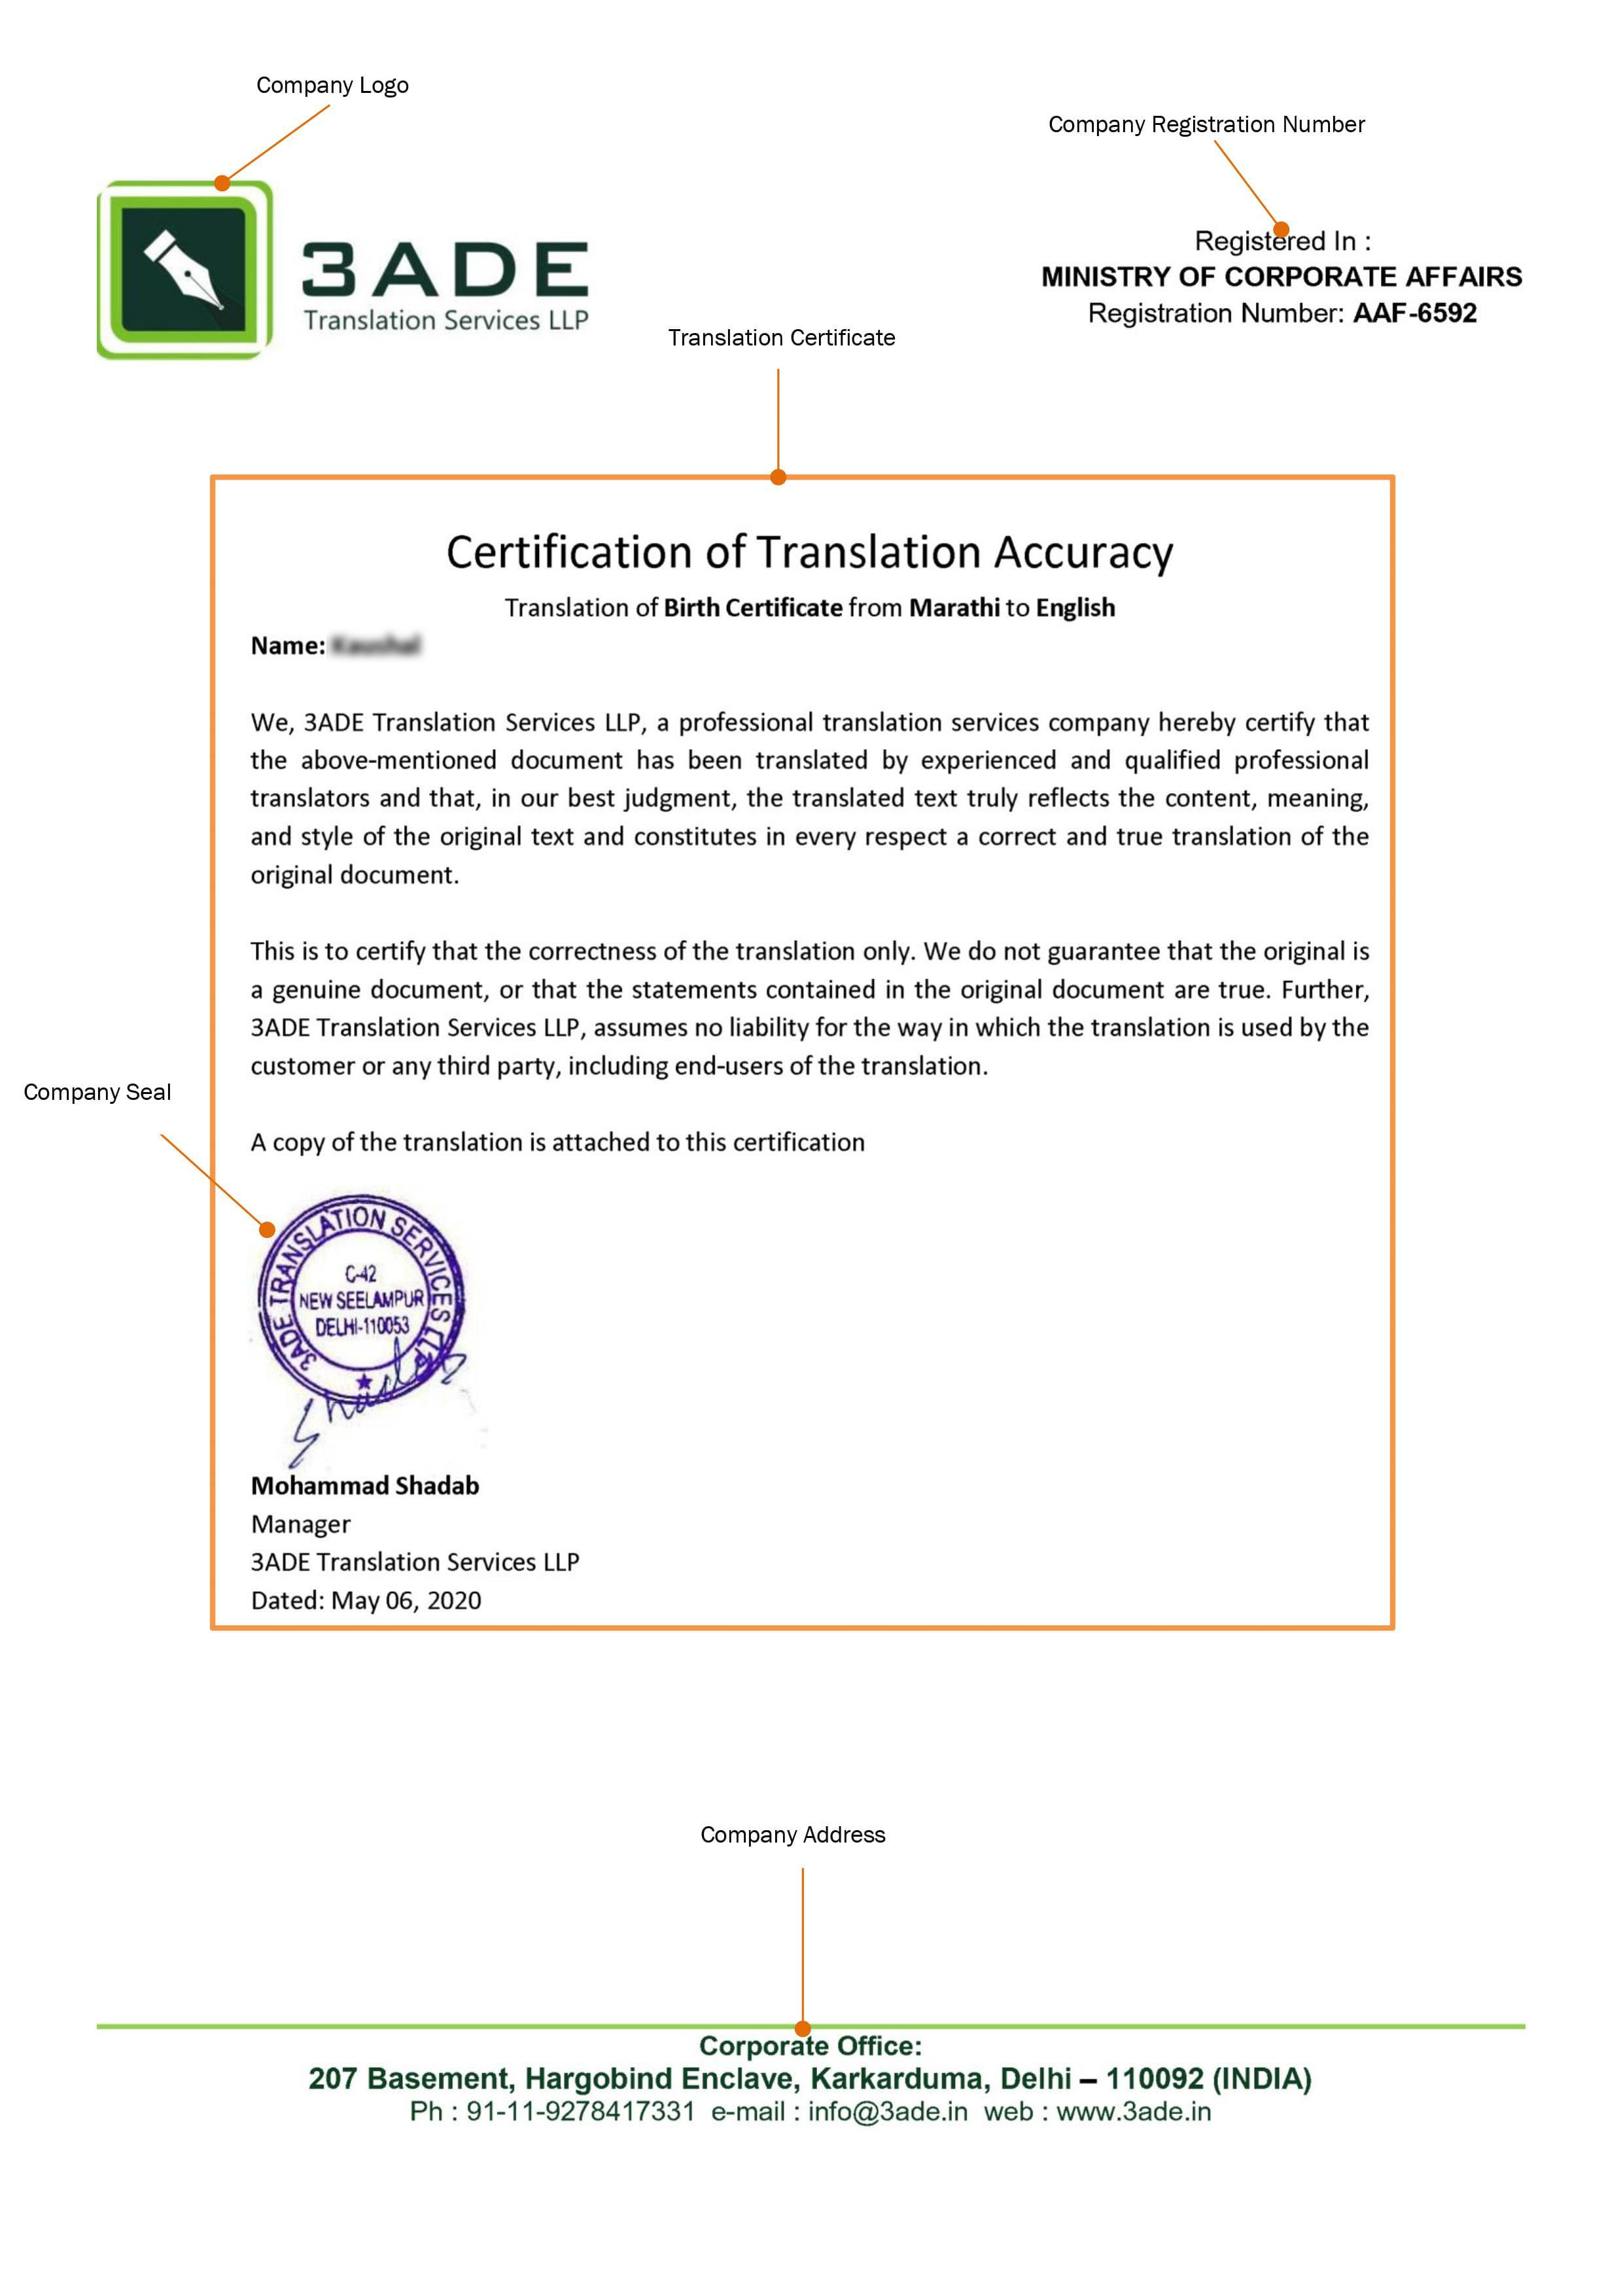 Company Logo
Company Registration Number
3ADE
Translation Services LLP
Registered In :
MINISTRY OF CORPORATE AFFAIRS
Registration Number: AAF-6592
Translation Certificate
Certification of Translation Accuracy
Translation of Birth Certificate from Marathi to English
Name:
We, 3ADE Translation Services LLP, a professional translation services company hereby certify that
the above-mentioned document has been translated by experienced and qualified professional
translators and that, in our best judgment, the translated text truly reflects the content, meaning,
and style of the original text and constitutes in every respect a correct and true translation of the
original document.
This is to certify that the correctness of the translation only. We do not guarantee that the original is
a genuine document, or that the statements contained in the original document are true. Further,
3ADE Translation Services LLP, assumes no liability for the way in which the translation is used by the
customer or any third party, including end-users of the translation.
Company Seal
A copy of the translation is attached to this certification
3ADE TRANSLATION SERVICES LLP
C-42
NEW SEELAMPUR
DELHI-110053
Mohammad Shadab
Manager
3ADE Translation Services LLP
Dated: May 06, 2020
Company Address
Corporate Office:
207 Basement, Hargobind Enclave, Karkarduma, Delhi – 110092 (INDIA)
Ph : 91-11-9278417331 e-mail : info@3ade.in web : www.3ade.in